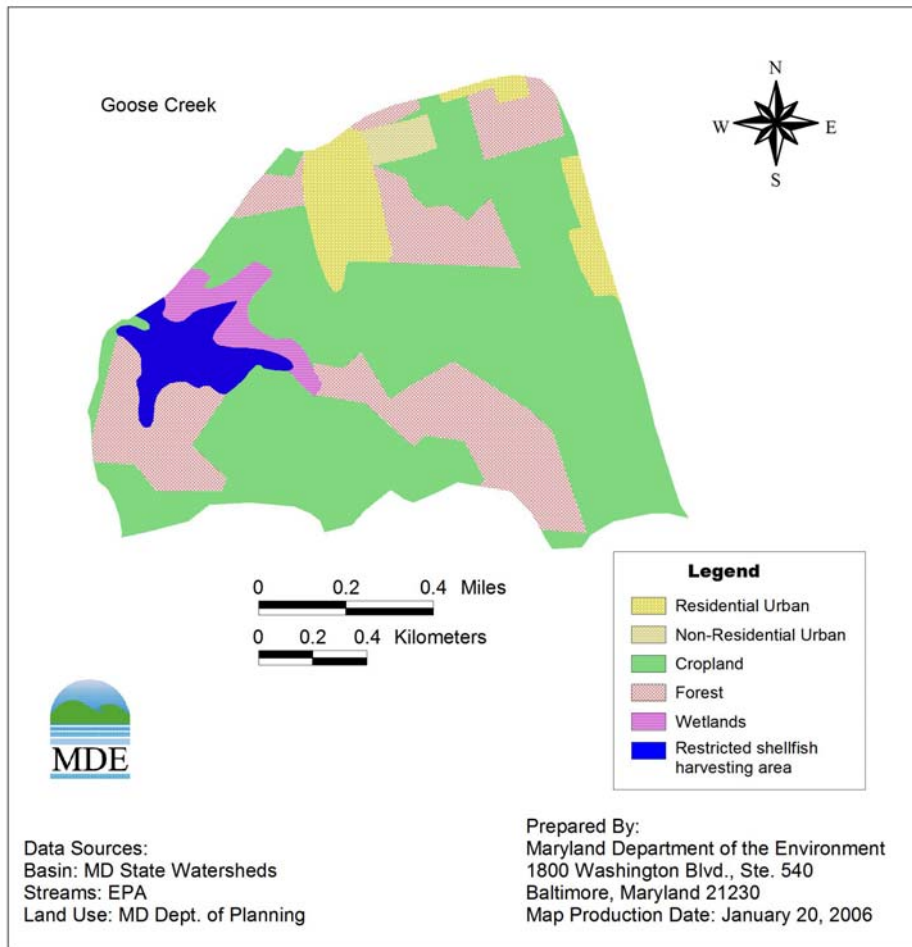 Goose Creek
N
W E
S
0 0.2 0.4 Miles
0 0.2 0.4 Kilometers
Legend
Residential Urban
Non-Residential Urban
Cropland
Forest
Wetlands
Restricted shellfish
harvesting area
MDE
Data Sources:
Basin: MD State Watersheds
Streams: EPA
Land Use: MD Dept. of Planning
Prepared By:
Maryland Department of the Environment
1800 Washington Blvd., Ste. 540
Baltimore, Maryland 21230
Map Production Date: January 20, 2006